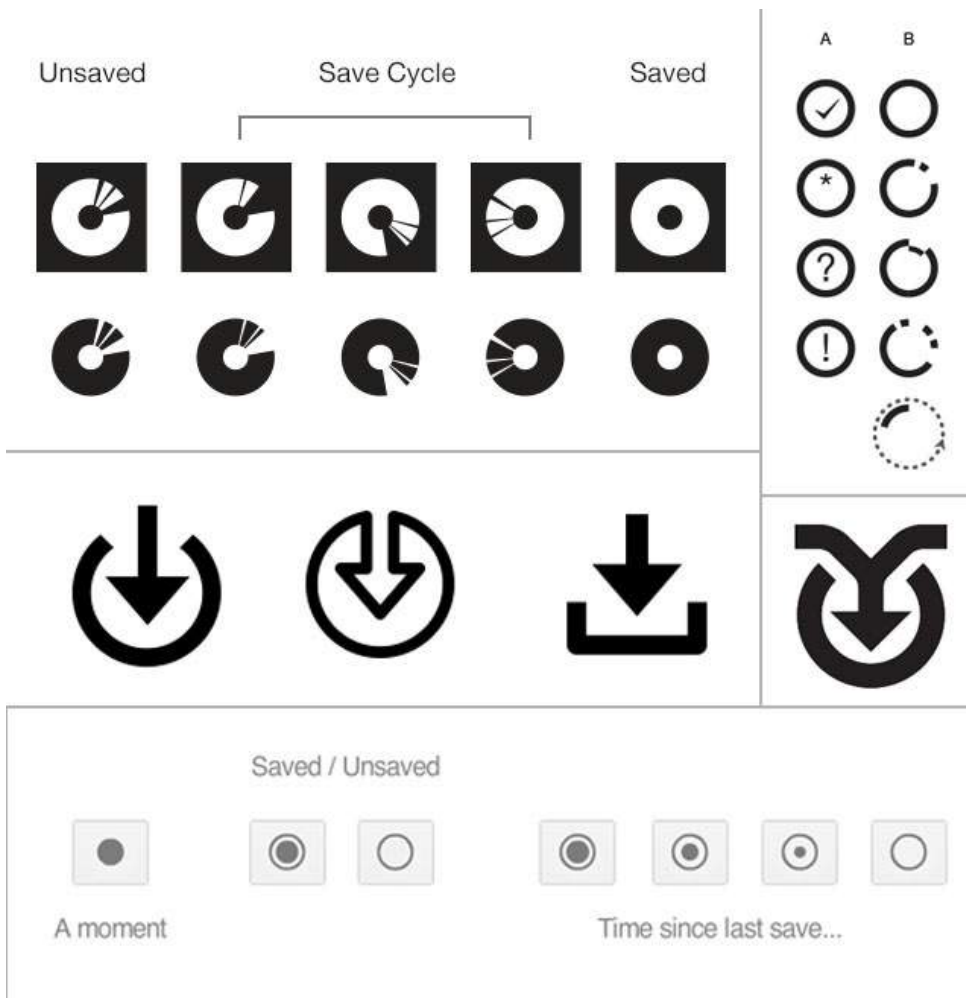 Unsaved Save Cycle Saved
A B
*
?
!
Saved / Unsaved
A moment
Time since last save...